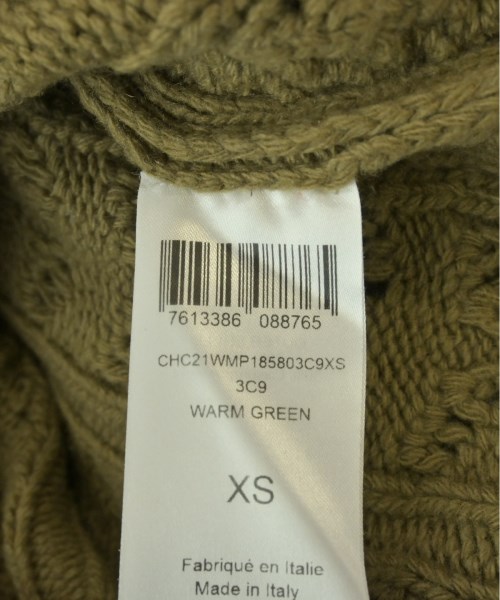 7613386 088765
CHC21WMP185803C9XS
3C9
WARM GREEN
XS
Fabriqué en Italie
Made in Italy